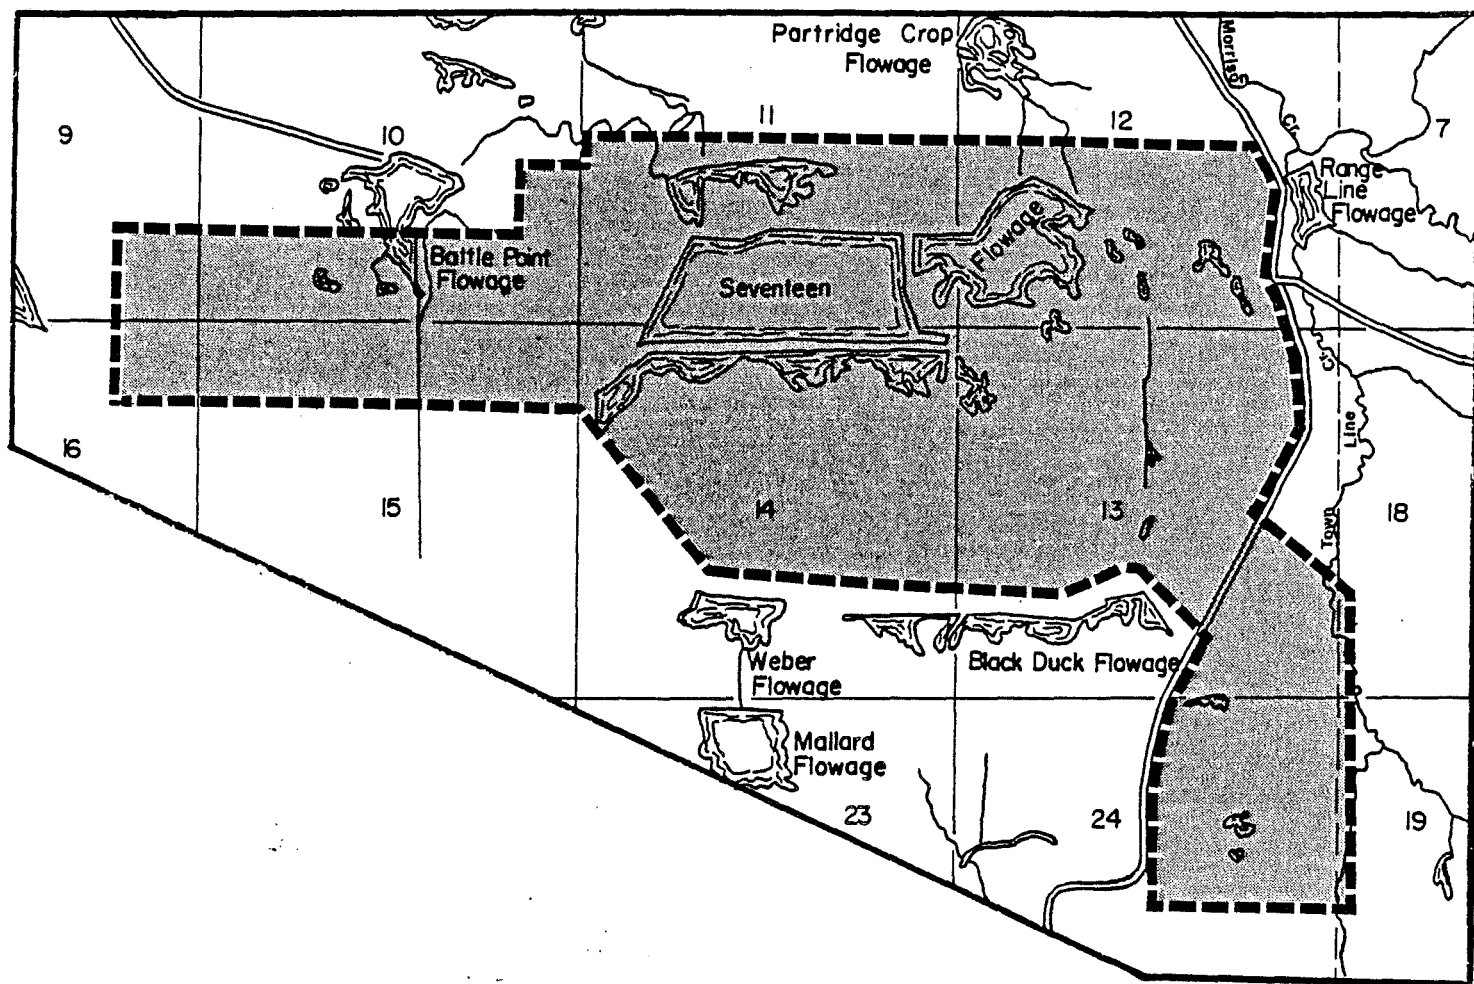 Partridge Crop
Flowage
Morrison
Cr.
9
10
11
12
7
Range
Line
Flowage
Battle Point
Flowage
Seventeen
Flowage
Cr.
Line
Town
16
15
14
13
18
Weber
Flowage
Black Duck Flowage
Mallard
Flowage
23
24
19